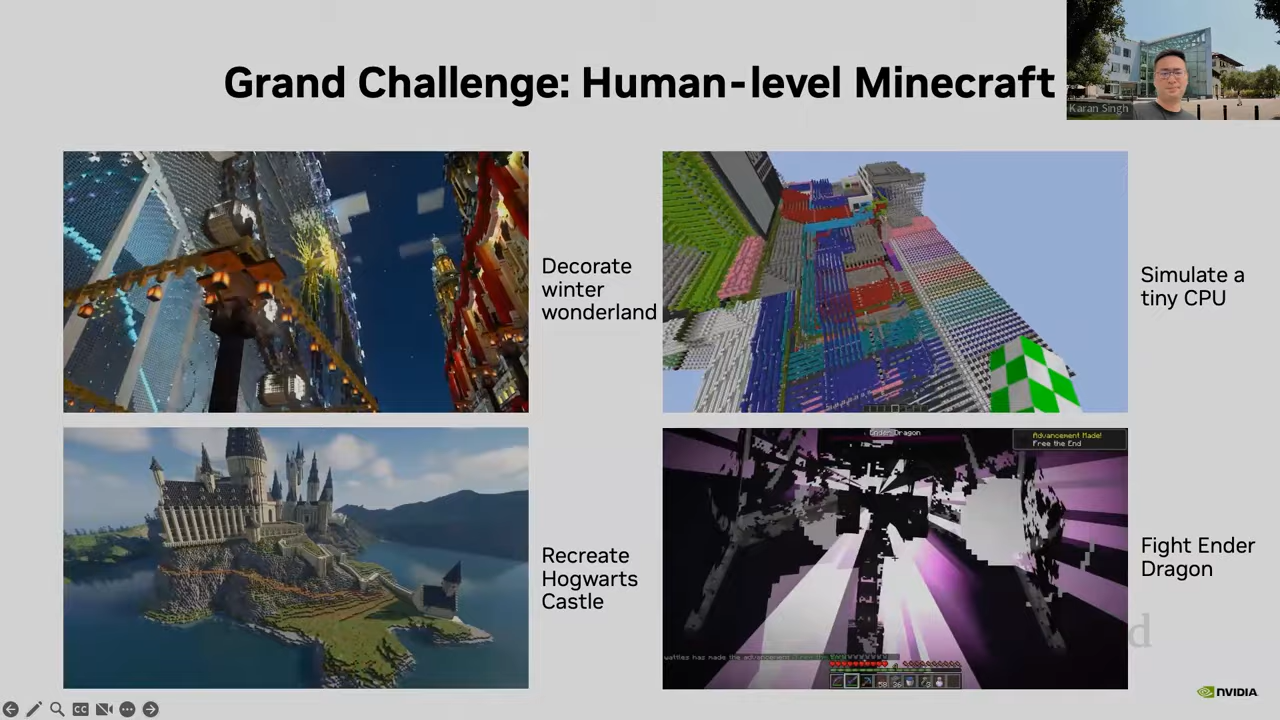 Grand Challenge: Human-level Minecraft
Karan Singh
Decorate
winter
wonderland
Simulate a
tiny CPU
Recreate
Hogwarts
Castle
Ender Dragon
Advancement Made!
Free the End
Fight Ender
Dragon
CC
NVIDIA